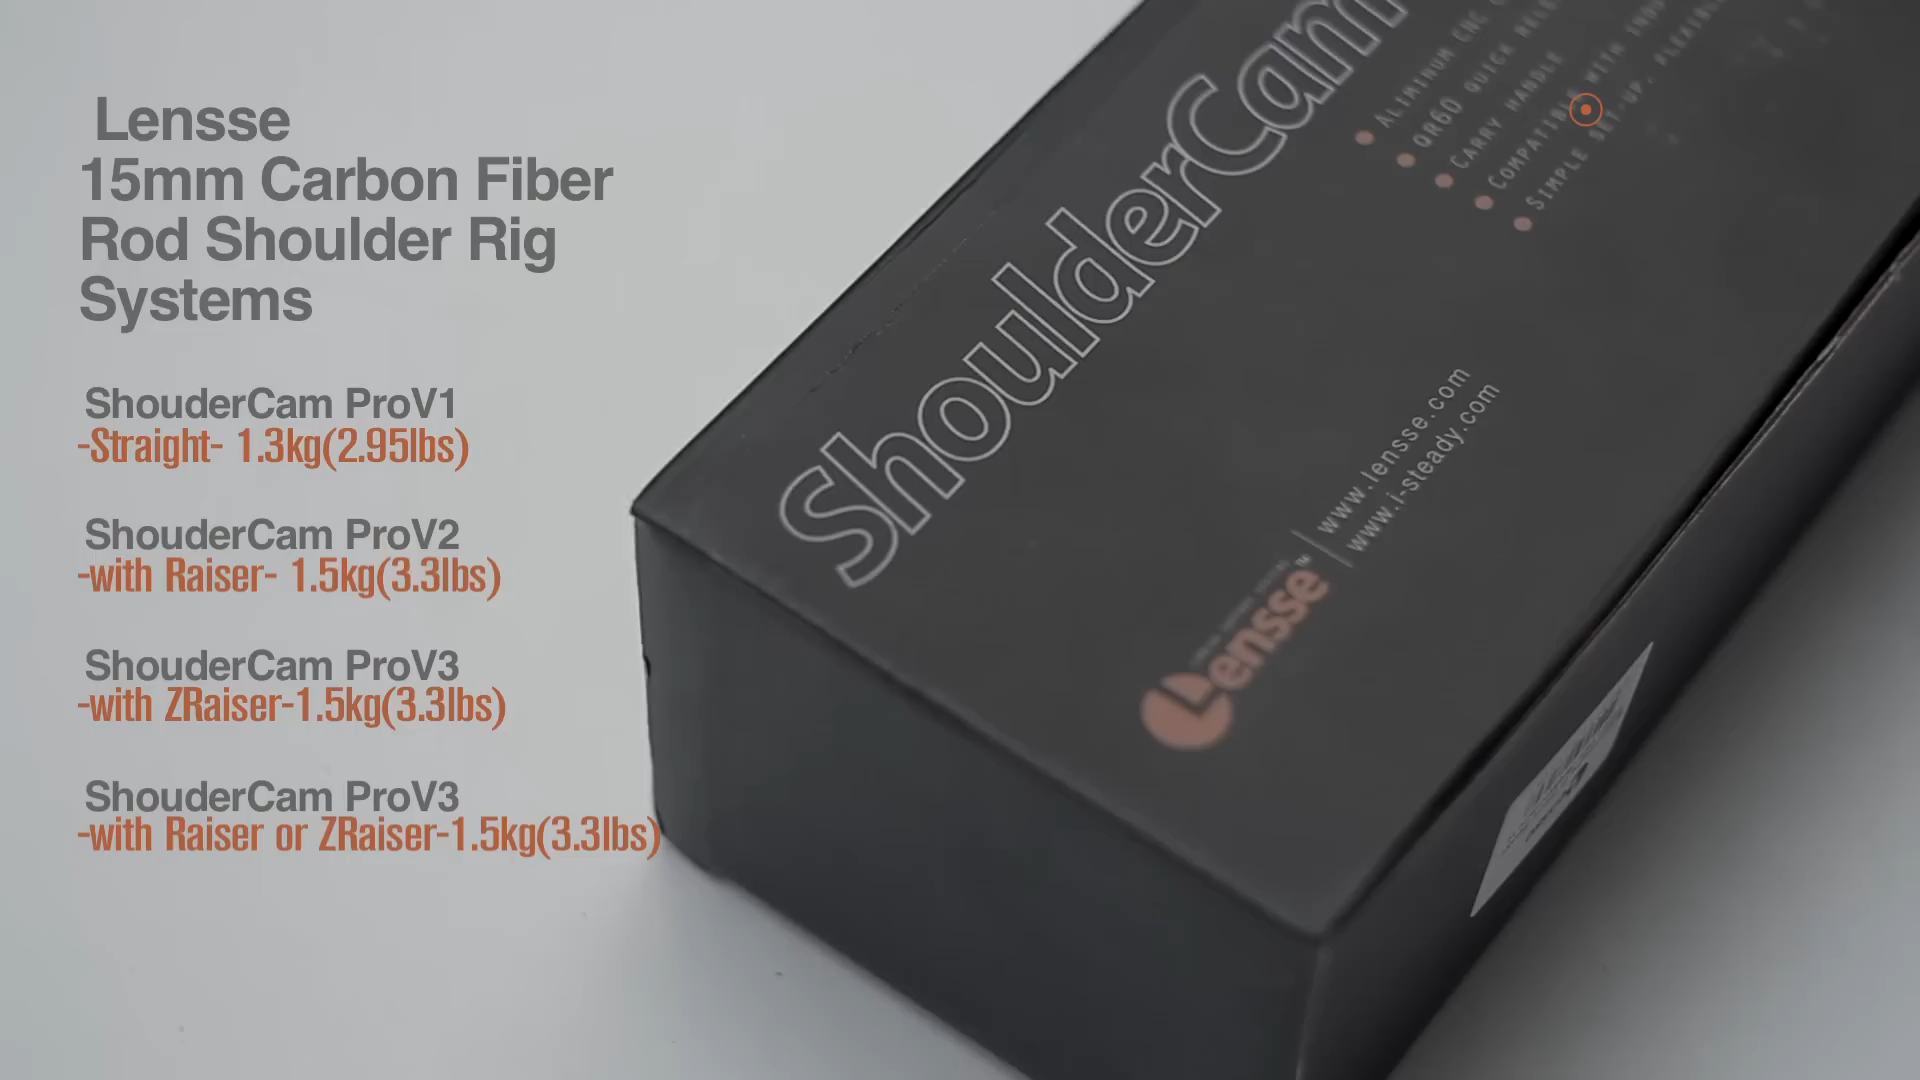 Lensse
15mm Carbon Fiber
Rod Shoulder Rig
Systems
ShouderCam ProV1
-Straight- 1.3kg(2.95lbs)
ShouderCam ProV2
-with Raiser- 1.5kg(3.3lbs)
ShouderCam ProV3
-with ZRaiser-1.5kg(3.3lbs)
ShouderCam ProV3
-with Raiser or ZRaiser-1.5kg(3.3lbs)
ShoulderCam
ALIMINUM CNC
QR60 QUICK
CARRY HANDLE
COMPATIBLE WITH
SIMPLE SET-UP, FLEXIBLE
Lensse™
www.lensse.com
www.i-steady.com